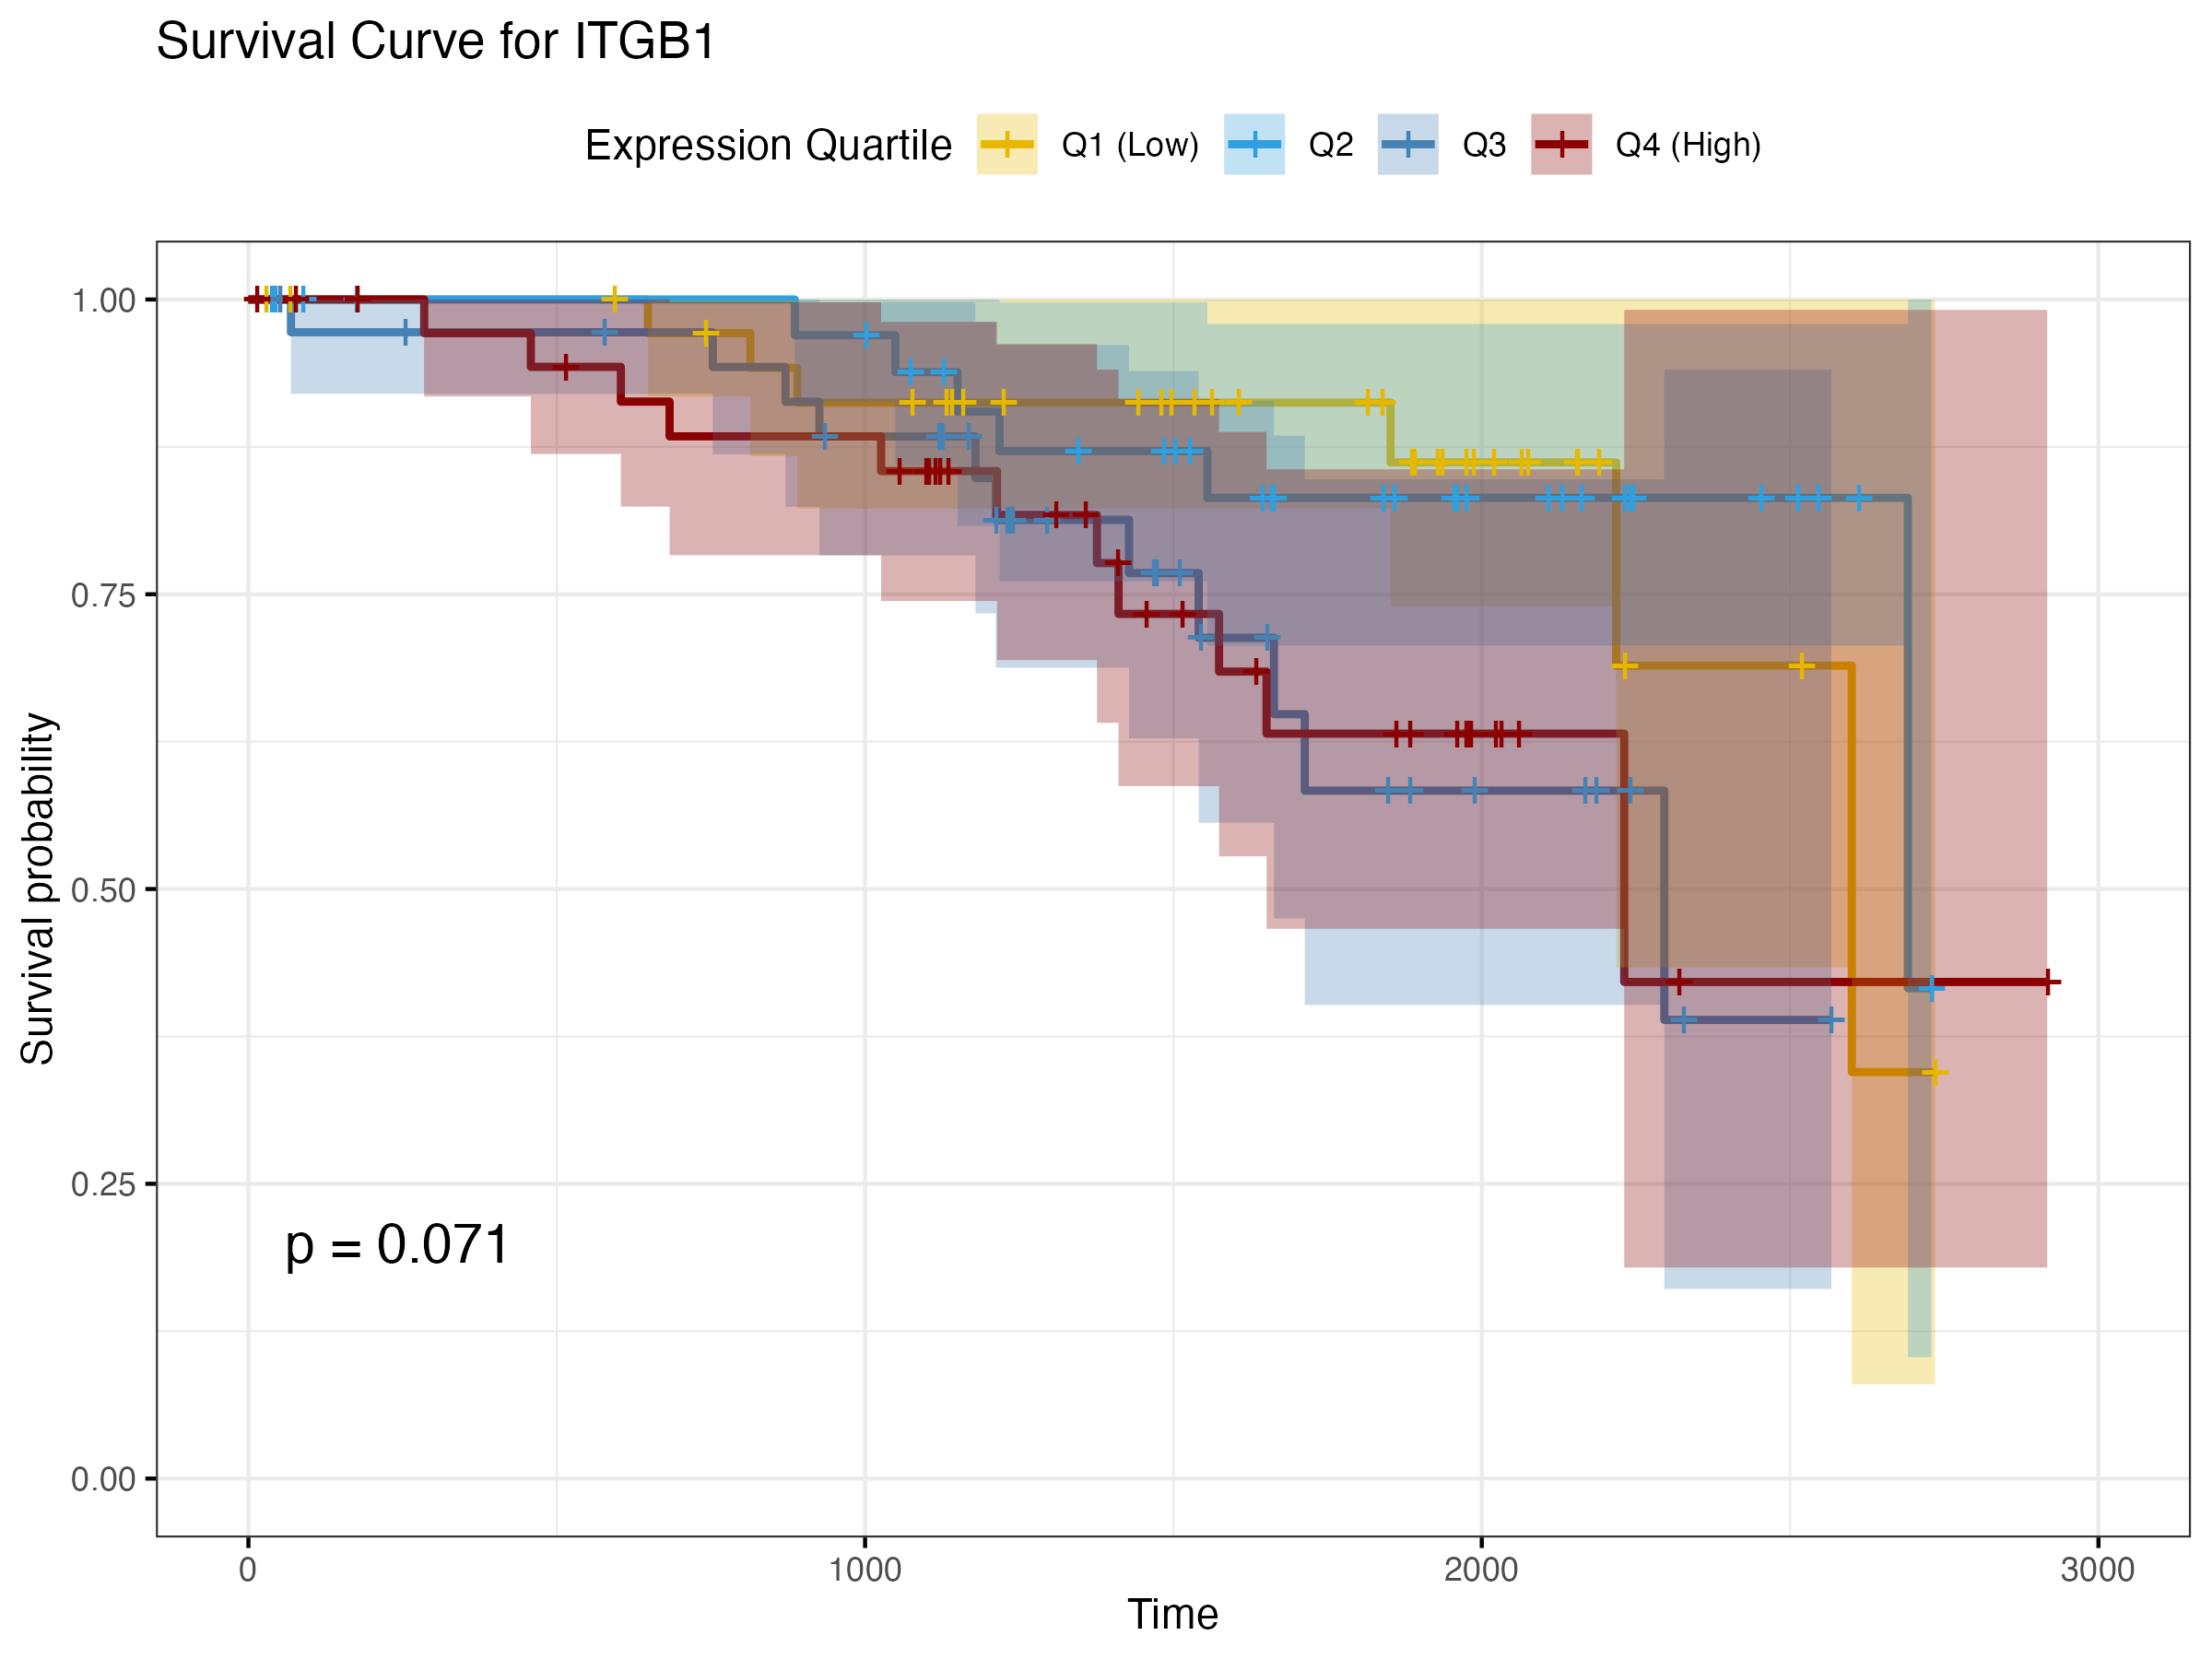 Survival Curve for ITGB1
Expression Quartile Q1 (Low) Q2 Q3 Q4 (High)
Survival probability
1.00
0.75
0.50
0.25
0.00
p = 0.071
0 1000 2000 3000
Time